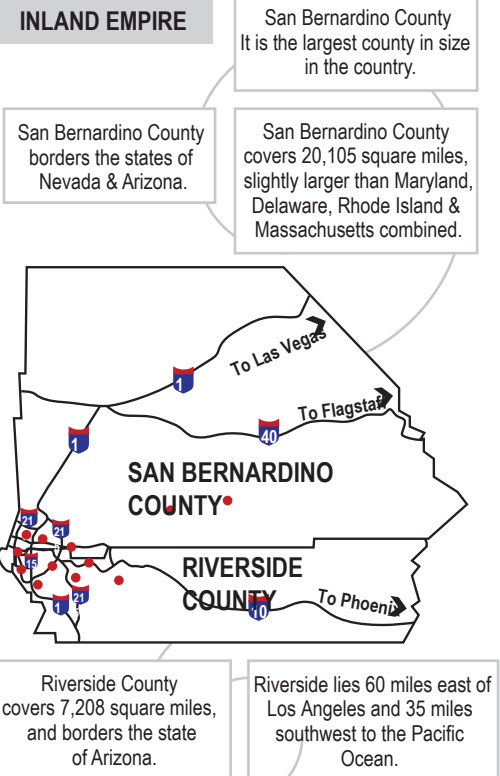 INLAND EMPIRE
San Bernardino County
It is the largest county in size
in the country.
San Bernardino County
borders the states of
Nevada & Arizona.
San Bernardino County
covers 20,105 square miles,
slightly larger than Maryland,
Delaware, Rhode Island &
Massachusetts combined.
To Las Vegas
1
To Flagstaff
1
40
SAN BERNARDINO
COUNTY
21
21
15
RIVERSIDE
COUNTY
To Phoenix
1
21
10
Riverside County
covers 7,208 square miles,
and borders the state
of Arizona.
Riverside lies 60 miles east of
Los Angeles and 35 miles
southwest to the Pacific
Ocean.